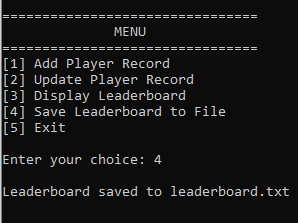 ================================
MENU
================================
[1] Add Player Record
[2] Update Player Record
[3] Display Leaderboard
[4] Save Leaderboard to File
[5] Exit
Enter your choice: 4
Leaderboard saved to leaderboard.txt